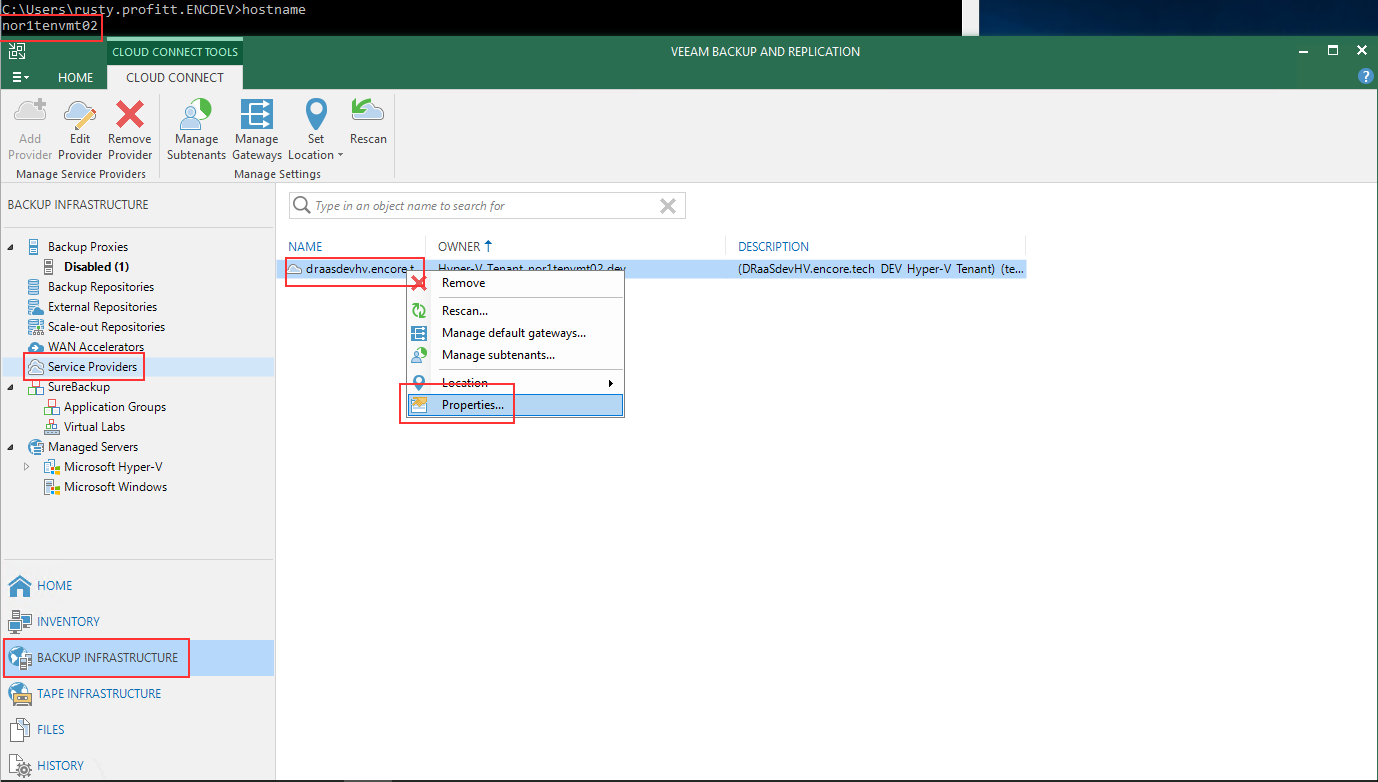 C:\Users\rusty.profitt.ENCDEV>hostname
nor1tenvmt02
CLOUD CONNECT TOOLS
VEEAM BACKUP AND REPLICATION
HOME
CLOUD CONNECT
Add Provider
Edit Provider
Remove Provider
Manage Subtenants
Manage Gateways
Set Location
Rescan
Manage Service Providers
Manage Settings
BACKUP INFRASTRUCTURE
Type in an object name to search for
Backup Proxies
Disabled (1)
Backup Repositories
External Repositories
Scale-out Repositories
WAN Accelerators
Service Providers
SureBackup
Application Groups
Virtual Labs
Managed Servers
Microsoft Hyper-V
Microsoft Windows
NAME OWNER DESCRIPTION
draasdevhv.encore.t Hyper-V Tenant nor1tenvmt02 dev (DRaaSdevHV.encore.tech DEV Hyper-V Tenant) (te...
Remove
Rescan...
Manage default gateways...
Manage subtenants...
Location
Properties...
HOME
INVENTORY
BACKUP INFRASTRUCTURE
TAPE INFRASTRUCTURE
FILES
HISTORY